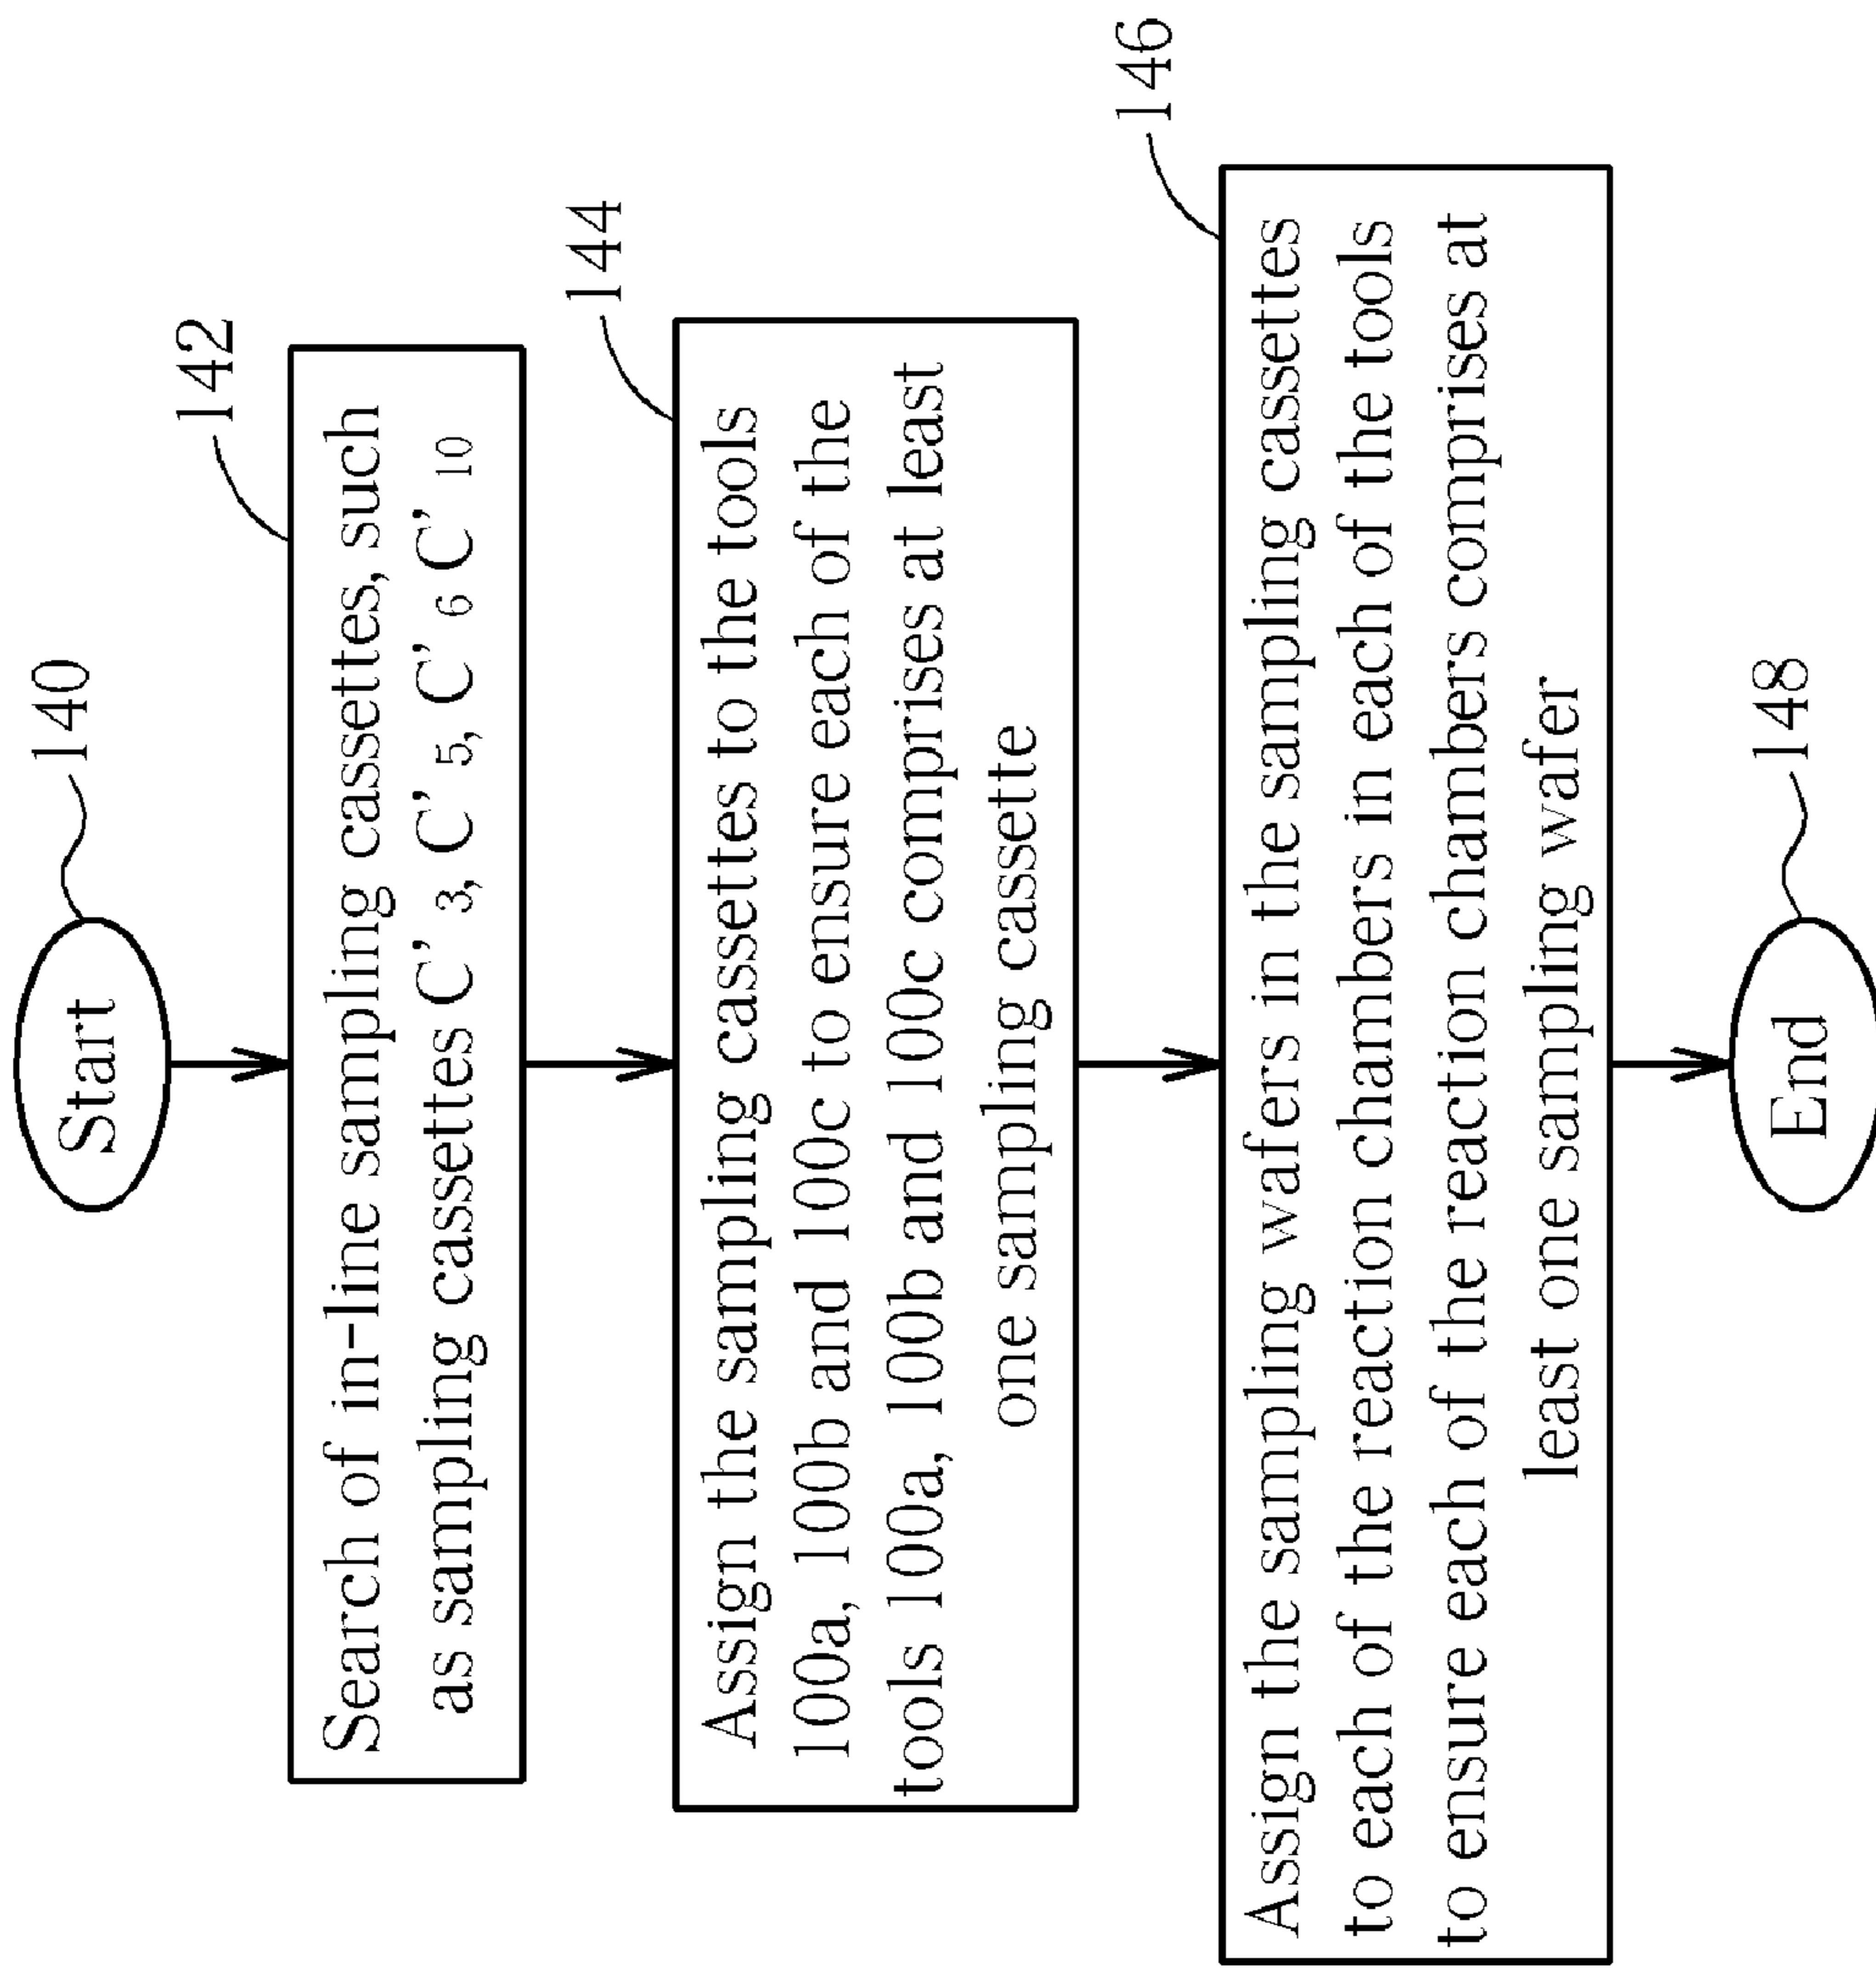 Start
140
142
Search of in-line sampling cassettes, such
as sampling cassettes C' 3, C' 5, C' 6 C' 10
144
Assign the sampling cassettes to the tools
100a, 100b and 100c to ensure each of the
tools 100a, 100b and 100c comprises at least
one sampling cassette
146
Assign the sampling wafers in the sampling cassettes
to each of the reaction chambers in each of the tools
to ensure each of the reaction chambers comprises at
least one sampling wafer
End
148